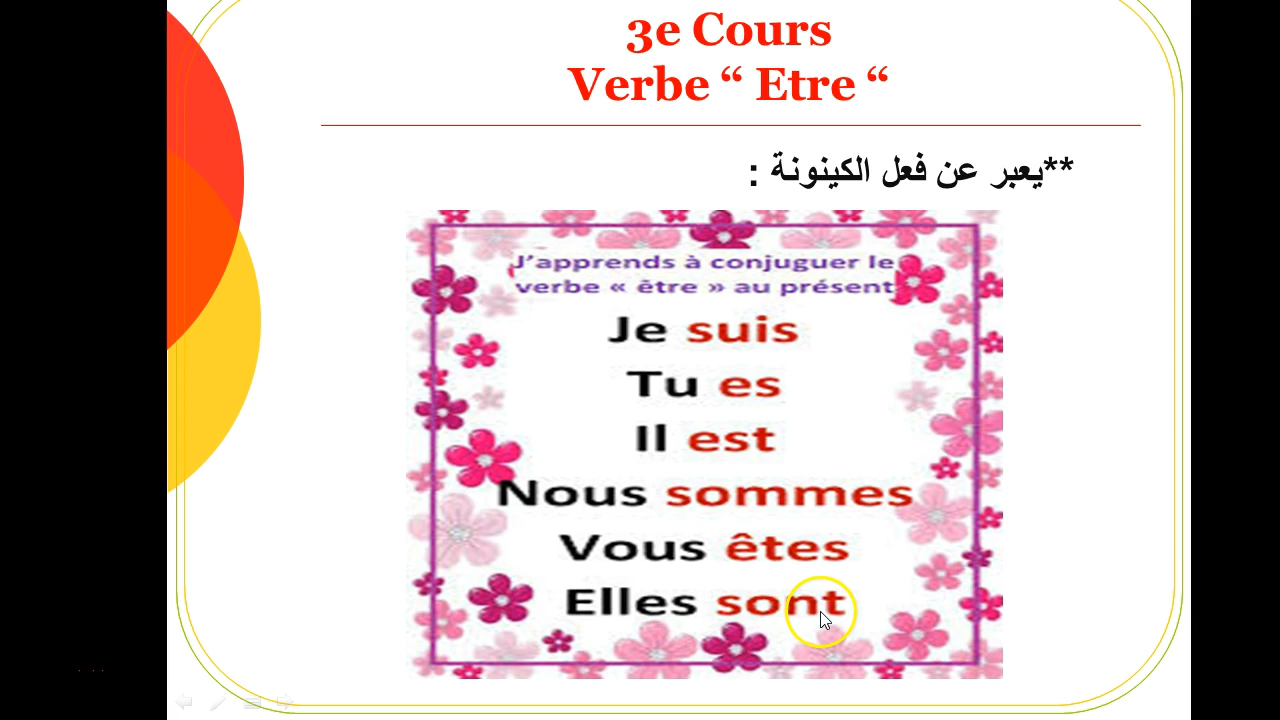 3e Cours
Verbe “ Etre “
**يعبر عن فعل الكينونة :
J'apprends à conjuguer le
verbe « être » au présent
Je suis
Tu es
Il est
Nous sommes
Vous êtes
Elles sont